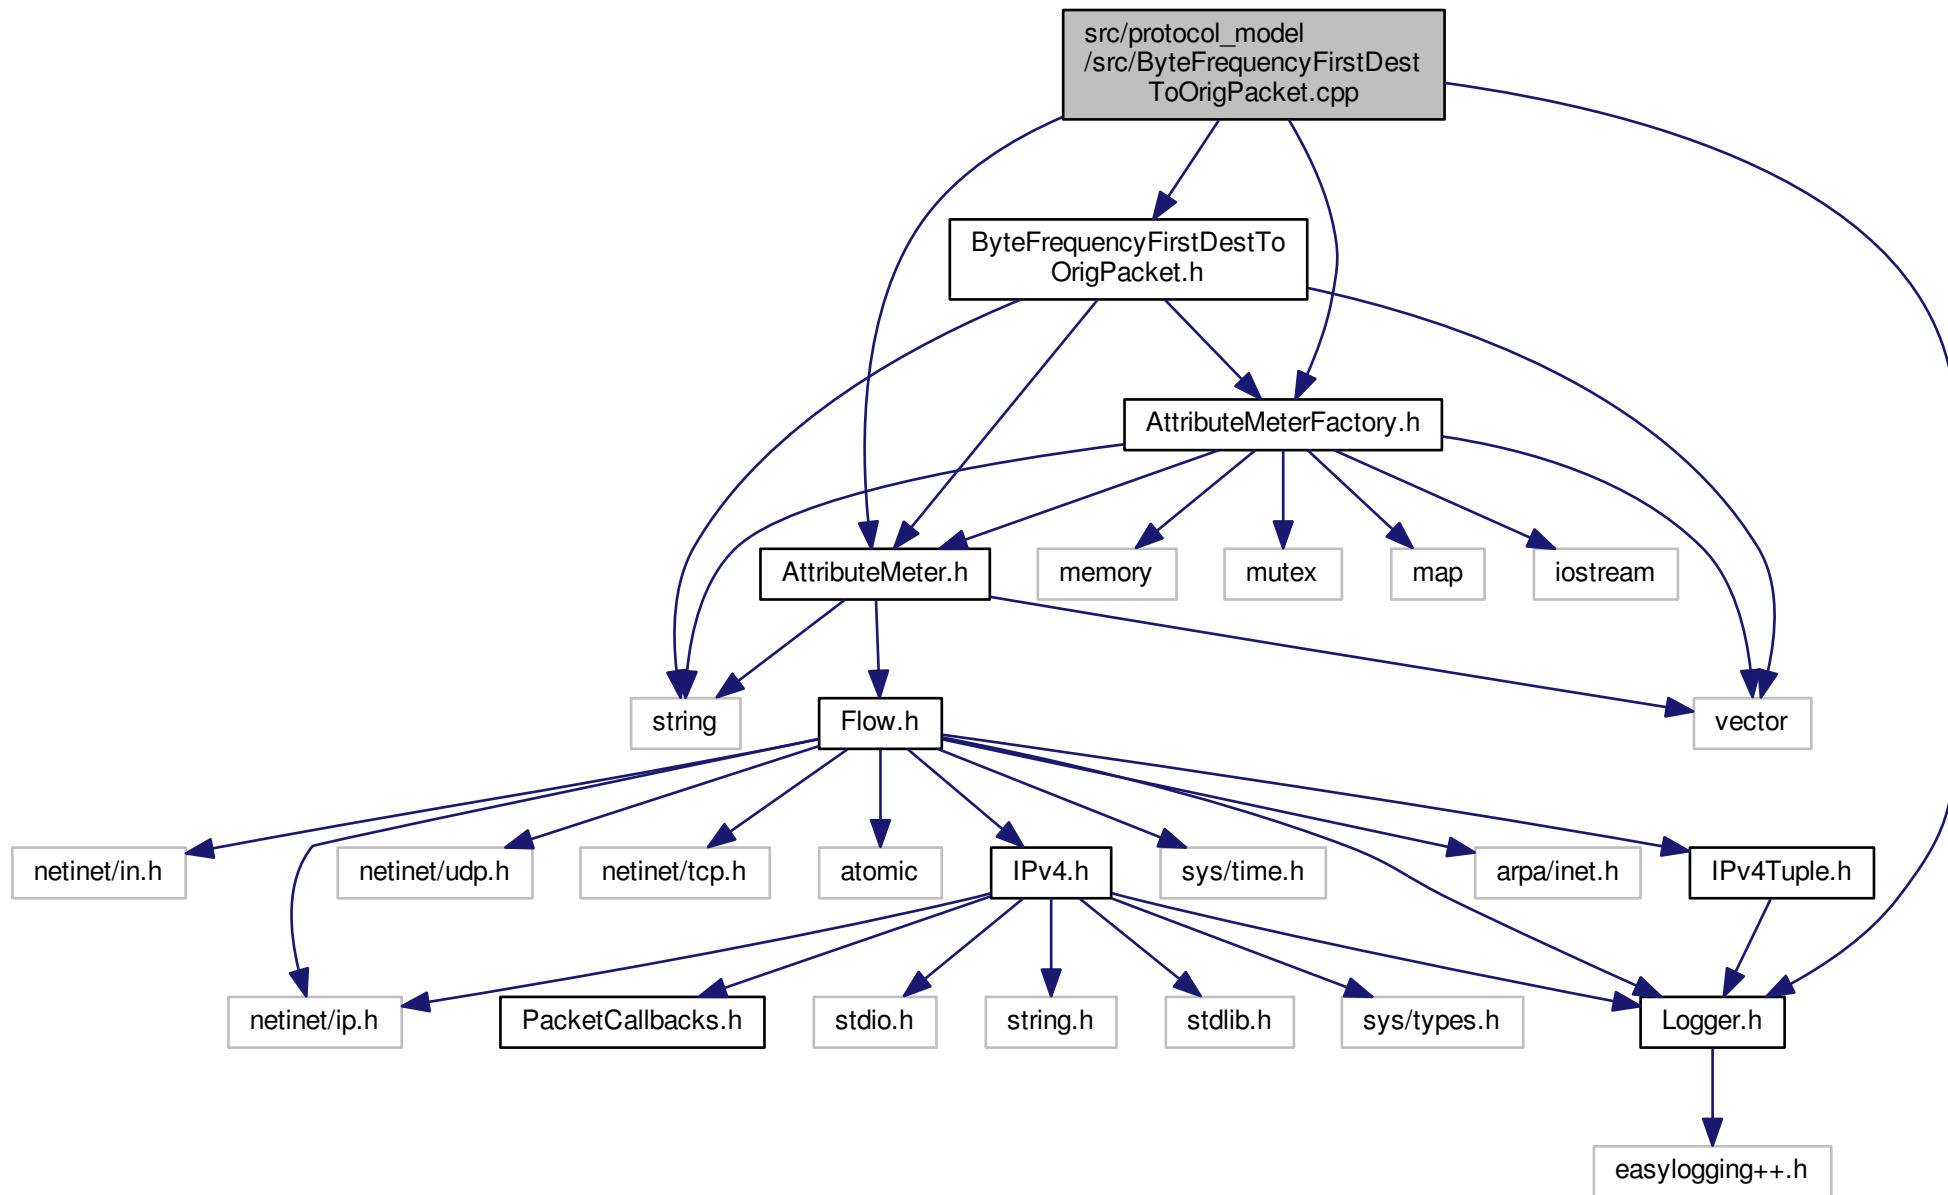 src/protocol_model
/src/ByteFrequencyFirstDest
ToOrigPacket.cpp
ByteFrequencyFirstDestTo
OrigPacket.h
AttributeMeterFactory.h
AttributeMeter.h
memory
mutex
map
iostream
string
Flow.h
vector
netinet/in.h
netinet/udp.h
netinet/tcp.h
atomic
IPv4.h
sys/time.h
arpa/inet.h
IPv4Tuple.h
netinet/ip.h
PacketCallbacks.h
stdio.h
string.h
stdlib.h
sys/types.h
Logger.h
easylogging++.h